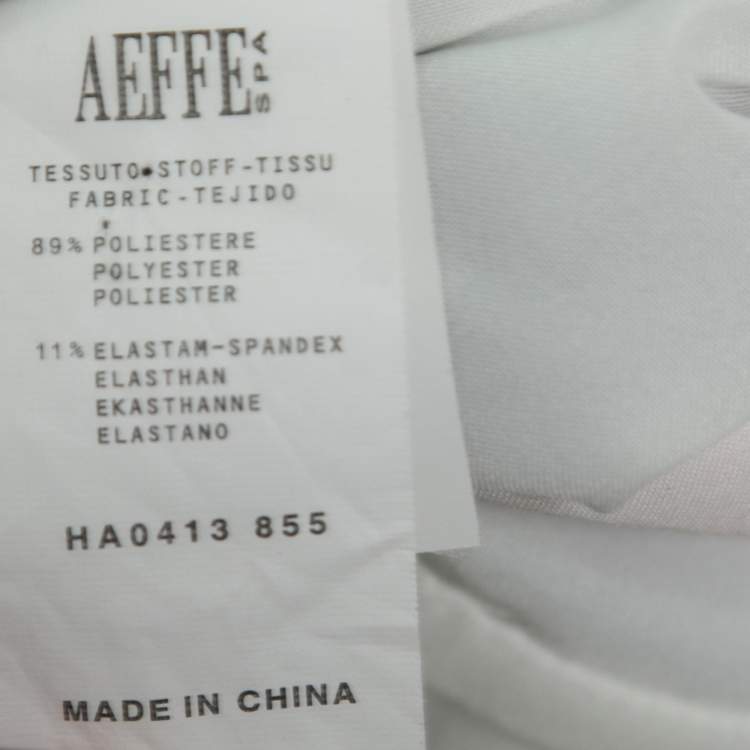 AEFFE SPA
TESSUTO•STOFF-TISSU
FABRIC-TEJIDO
89% POLIESTERE
POLYESTER
POLIESTER
11% ELASTAM-SPANDEX
ELASTHAN
EKASTHANNE
ELASTANO
HA0413 855
MADE IN CHINA